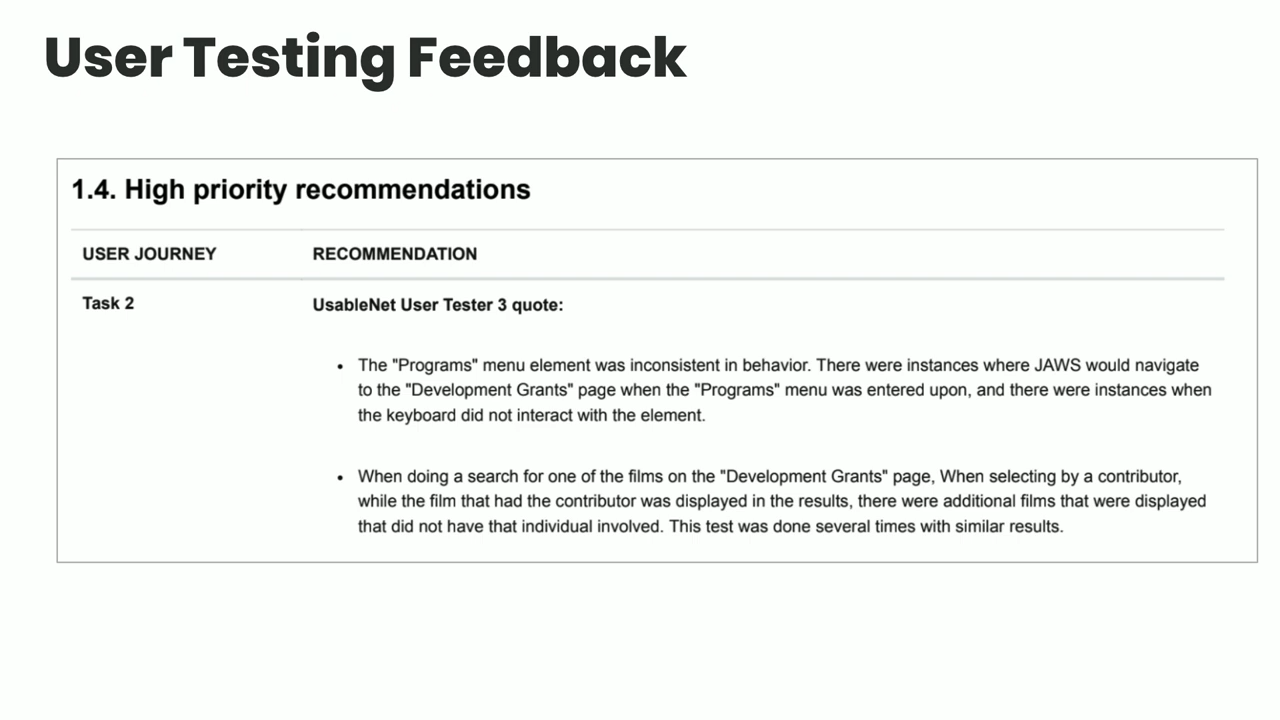 User Testing Feedback
1.4. High priority recommendations
USER JOURNEY RECOMMENDATION
Task 2 UsableNet User Tester 3 quote:
• The "Programs" menu element was inconsistent in behavior. There were instances where JAWS would navigate
to the "Development Grants" page when the "Programs" menu was entered upon, and there were instances when
the keyboard did not interact with the element.
• When doing a search for one of the films on the "Development Grants" page, When selecting by a contributor,
while the film that had the contributor was displayed in the results, there were additional films that were displayed
that did not have that individual involved. This test was done several times with similar results.